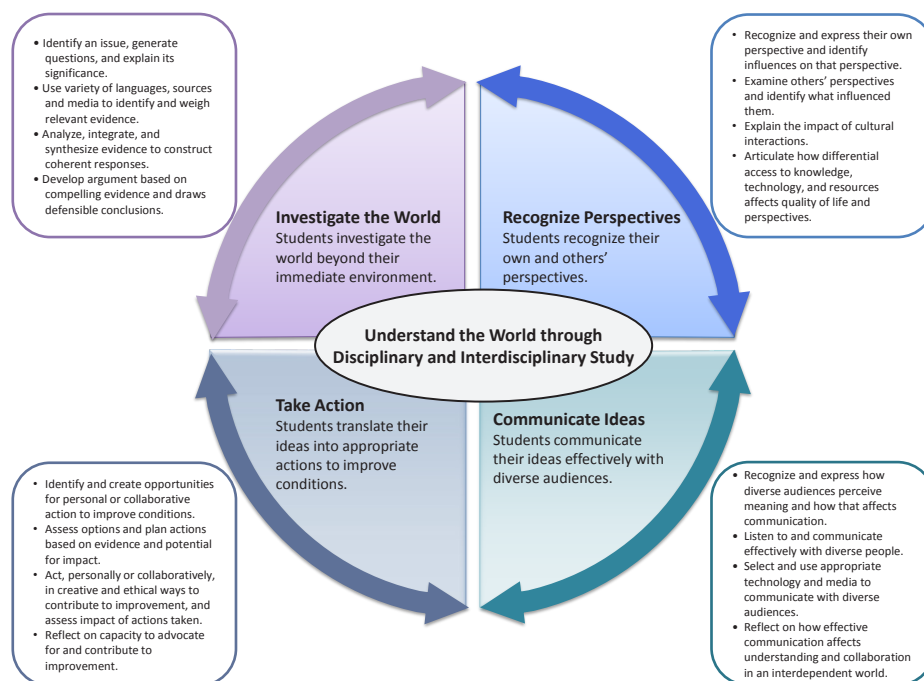 • Identify an issue, generate
questions, and explain its
significance.
• Use variety of languages, sources
and media to identify and weigh
relevant evidence.
• Analyze, integrate, and
synthesize evidence to construct
coherent responses.
• Develop argument based on
compelling evidence and draws
defensible conclusions.
• Recognize and express their own
perspective and identify
influences on that perspective.
• Examine others’ perspectives
and identify what influenced
them.
• Explain the impact of cultural
interactions.
• Articulate how differential
access to knowledge,
technology, and resources
affects quality of life and
perspectives.
Investigate the World
Students investigate the
world beyond their
immediate environment.
Recognize Perspectives
Students recognize their
own and others’
perspectives.
Understand the World through
Disciplinary and Interdisciplinary Study
Take Action
Students translate their
ideas into appropriate
actions to improve
conditions.
Communicate Ideas
Students communicate
their ideas effectively with
diverse audiences.
• Identify and create opportunities
for personal or collaborative
action to improve conditions.
• Assess options and plan actions
based on evidence and potential
for impact.
• Act, personally or collaboratively,
in creative and ethical ways to
contribute to improvement, and
assess impact of actions taken.
• Reflect on capacity to advocate
for and contribute to
improvement.
• Recognize and express how
diverse audiences perceive
meaning and how that affects
communication.
• Listen to and communicate
effectively with diverse people.
• Select and use appropriate
technology and media to
communicate with diverse
audiences.
• Reflect on how effective
communication affects
understanding and collaboration
in an interdependent world.